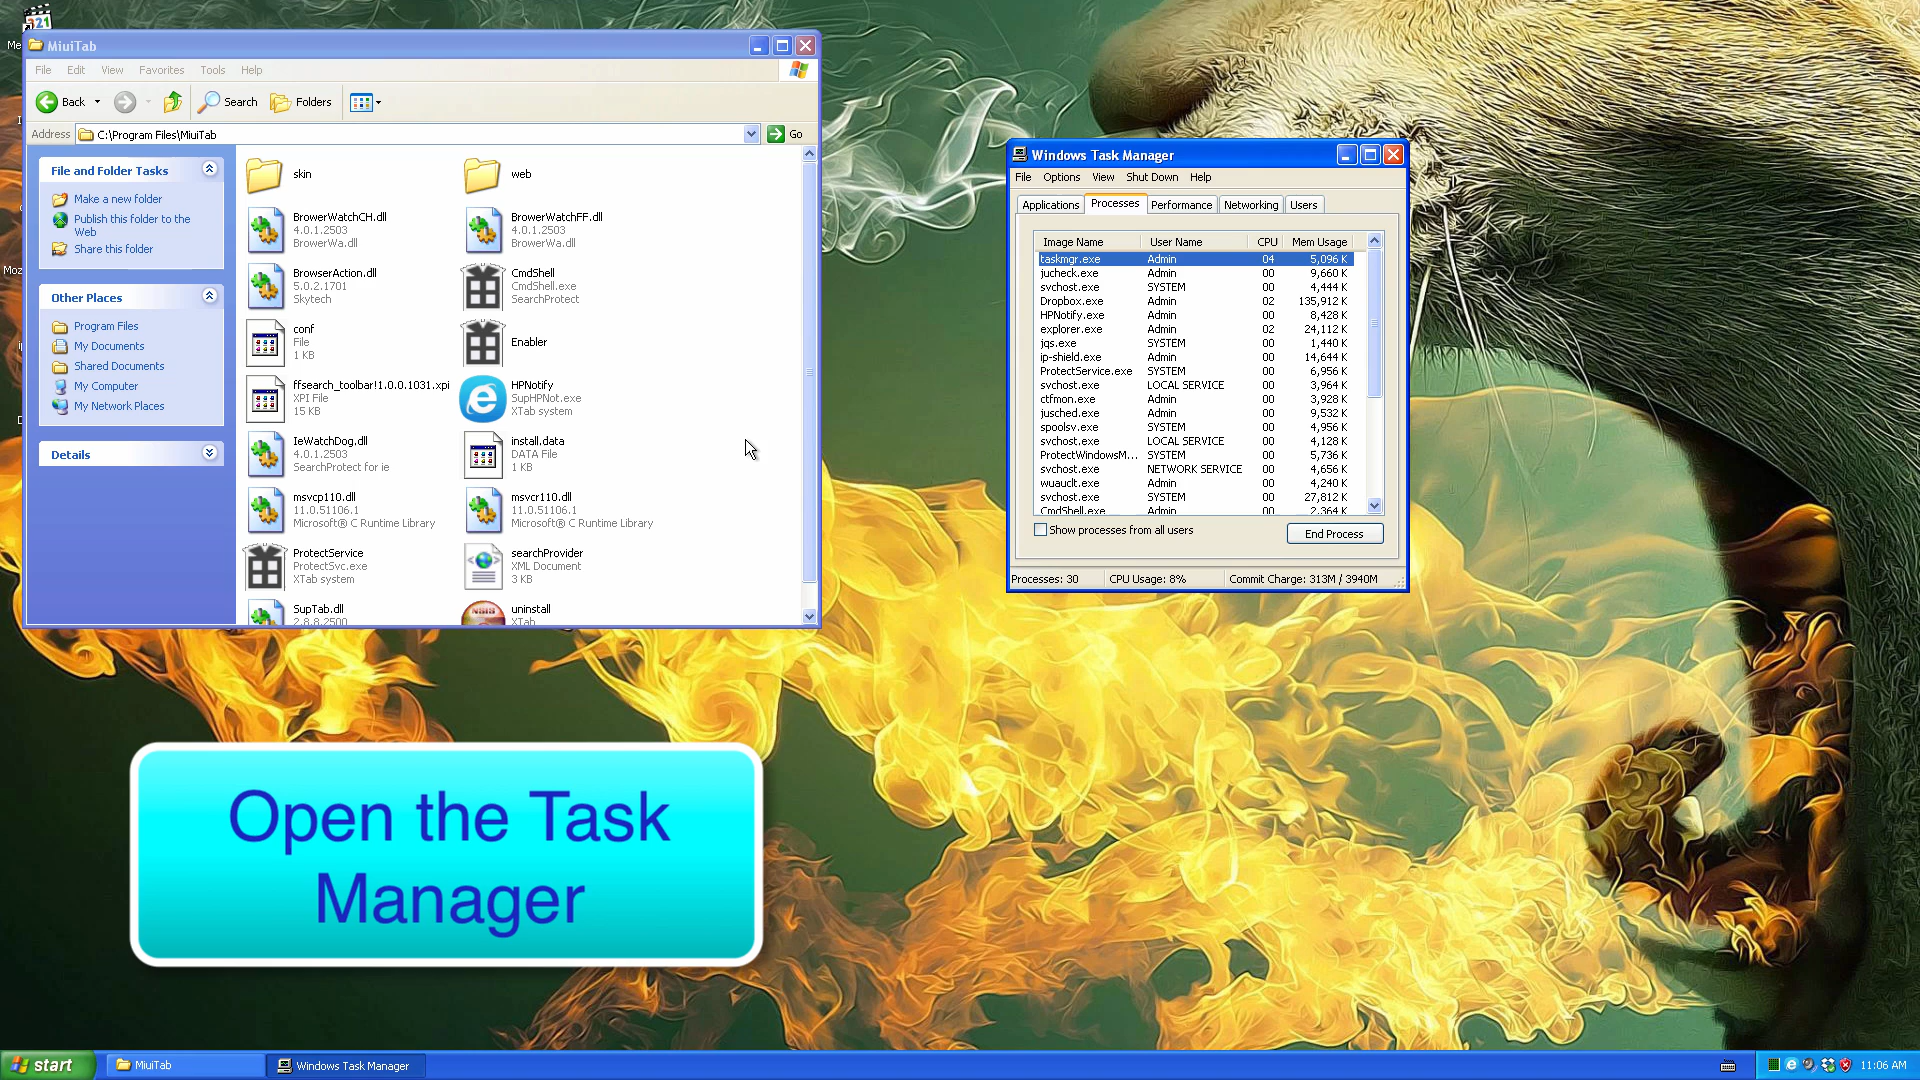 321
Me
MiuiTab
File Edit View Favorites Tools Help
Back Search Folders
Address C:\Program Files\MiuiTab Go
File and Folder Tasks
Make a new folder
Publish this folder to the
Web
Share this folder
Moz
Other Places
Program Files
My Documents
Shared Documents
My Computer
My Network Places
Details
skin
web
BrowerWatchCH.dll
4.0.1.2503
BrowerWa.dll
BrowerWatchFF.dll
4.0.1.2503
BrowerWa.dll
BrowserAction.dll
5.0.2.1701
Skytech
CmdShell
CmdShell.exe
SearchProtect
conf
File
1 KB
Enabler
ffsearch_toolbar!1.0.0.1031.xpi
XPI File
15 KB
HPNotify
SupHPNot.exe
XTab system
IeWatchDog.dll
4.0.1.2503
SearchProtect for ie
install.data
DATA File
1 KB
msvcp110.dll
11.0.51106.1
Microsoft® C Runtime Library
msvcr110.dll
11.0.51106.1
Microsoft® C Runtime Library
ProtectService
ProtectSvc.exe
XTab system
searchProvider
XML Document
3 KB
SupTab.dll
2.8.8.2500
NSIS
uninstall
XTab
Windows Task Manager
File Options View Shut Down Help
Applications Processes Performance Networking Users
Image Name User Name CPU Mem Usage
taskmgr.exe Admin 04 5,096 K
jucheck.exe Admin 00 9,660 K
svchost.exe SYSTEM 00 4,444 K
Dropbox.exe Admin 02 135,912 K
HPNotify.exe Admin 00 8,428 K
explorer.exe Admin 02 24,112 K
jqs.exe SYSTEM 00 1,440 K
ip-shield.exe Admin 00 14,644 K
ProtectService.exe SYSTEM 00 6,956 K
svchost.exe LOCAL SERVICE 00 3,964 K
ctfmon.exe Admin 00 3,928 K
jusched.exe Admin 00 9,532 K
spoolsv.exe SYSTEM 00 4,956 K
svchost.exe LOCAL SERVICE 00 4,128 K
ProtectWindowsM... SYSTEM 00 5,736 K
svchost.exe NETWORK SERVICE 00 4,656 K
wuauclt.exe Admin 00 4,240 K
svchost.exe SYSTEM 00 27,812 K
CmdShell.exe Admin 00 2,364 K
Show processes from all users
End Process
Processes: 30 CPU Usage: 8% Commit Charge: 313M / 3940M
Open the Task
Manager
start MiuiTab Windows Task Manager 11:06 AM